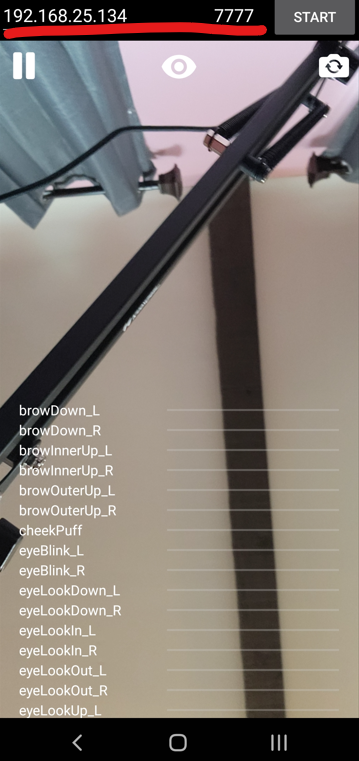 192.168.25.134 7777 START
browDown_L
browDown_R
browInnerUp_L
browInnerUp_R
browOuterUp_L
browOuterUp_R
cheekPuff
eyeBlink_L
eyeBlink_R
eyeLookDown_L
eyeLookDown_R
eyeLookIn_L
eyeLookIn_R
eyeLookOut_L
eyeLookOut_R
eyeLookUp_L